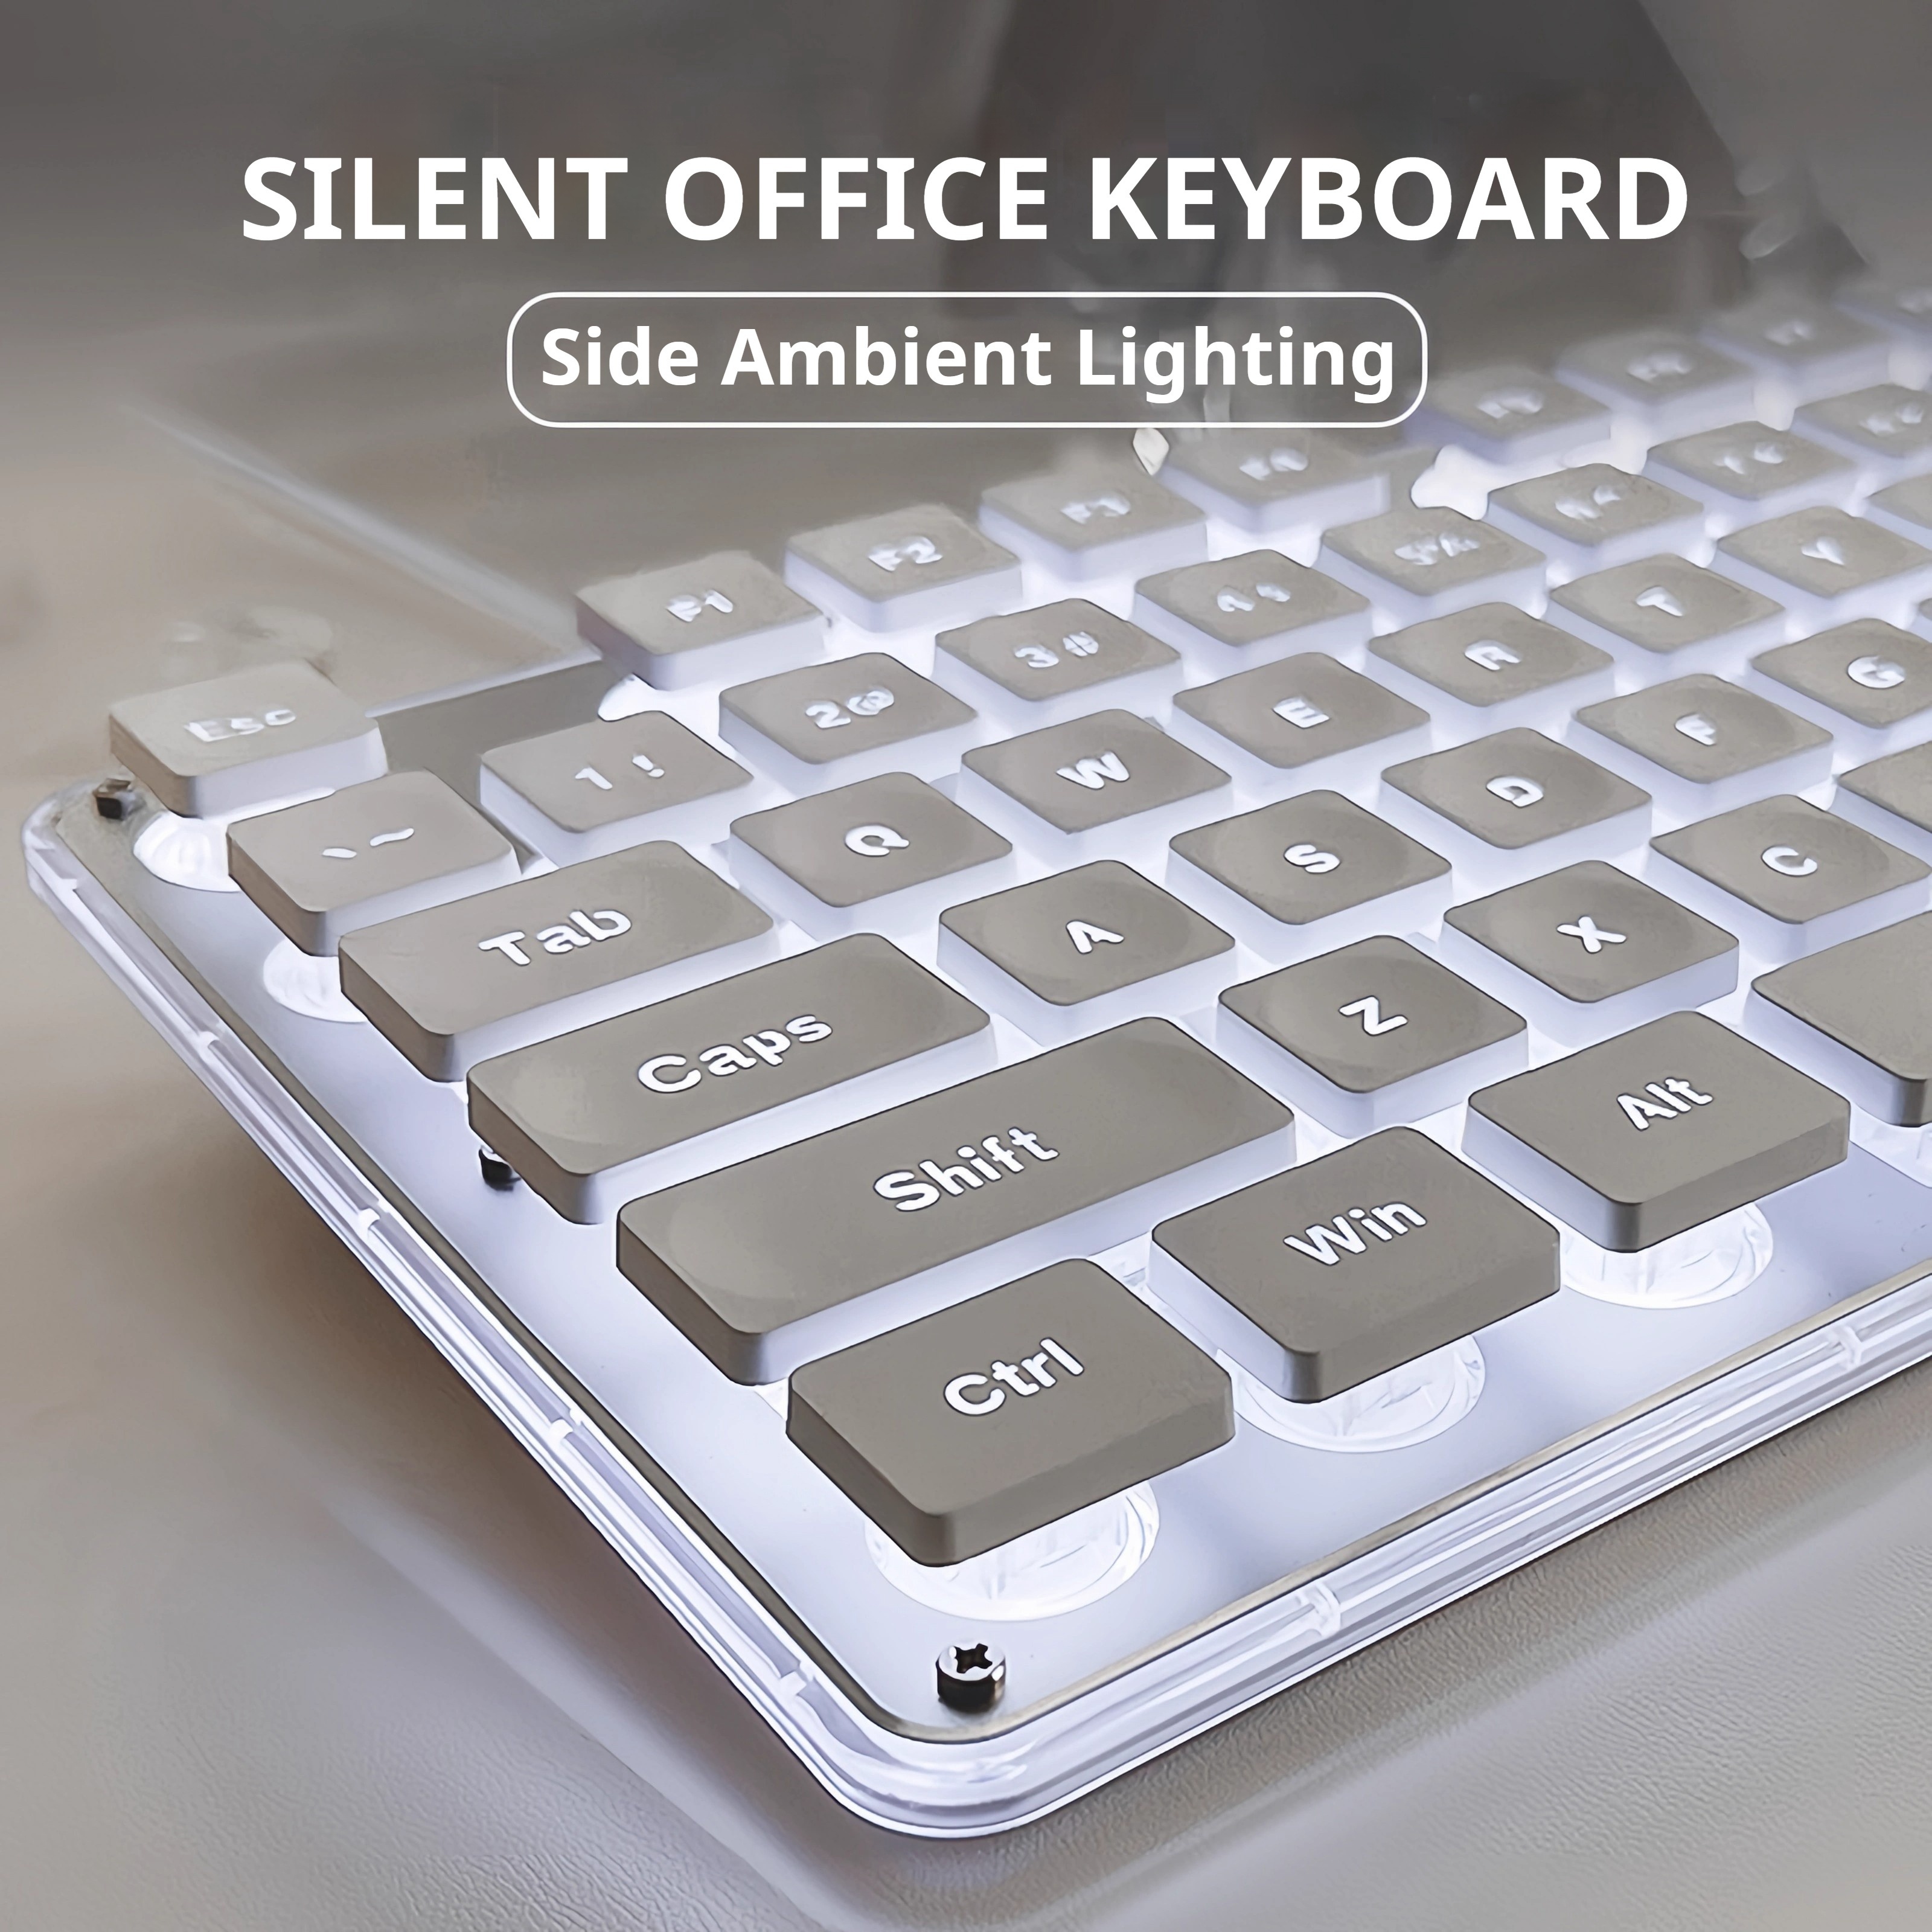 SILENT OFFICE KEYBOARD
Side Ambient Lighting
Esc F1 F2 F3
1 ! 2@ 3#
Tab Q W E T Y
Caps A S F G
Shift Z X C
Ctrl Win Alt